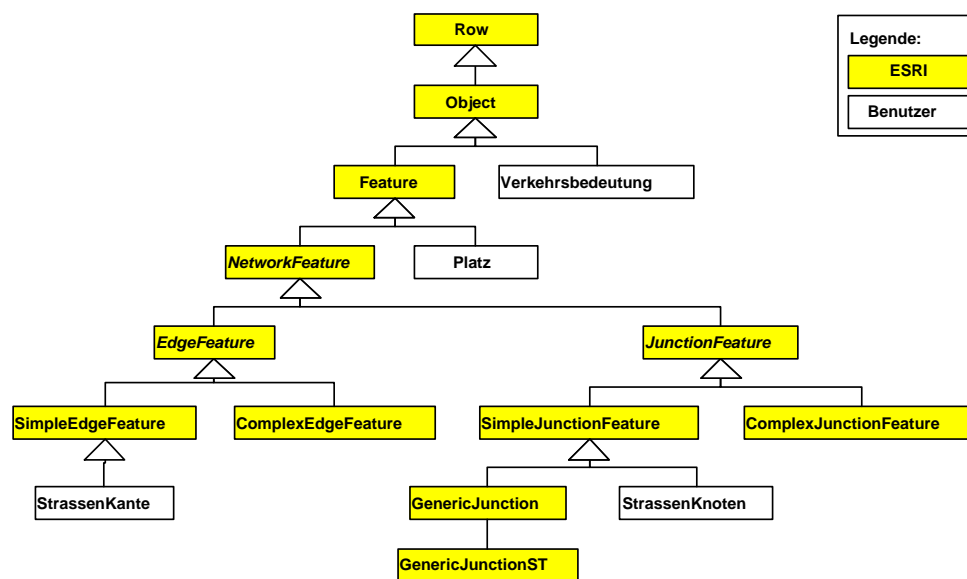 Row
Legende:
ESRI
Object
Benutzer
Feature
Verkehrsbedeutung
NetworkFeature
Platz
EdgeFeature
JunctionFeature
SimpleEdgeFeature
ComplexEdgeFeature
SimpleJunctionFeature
ComplexJunctionFeature
StrassenKante
GenericJunction
StrassenKnoten
GenericJunctionST